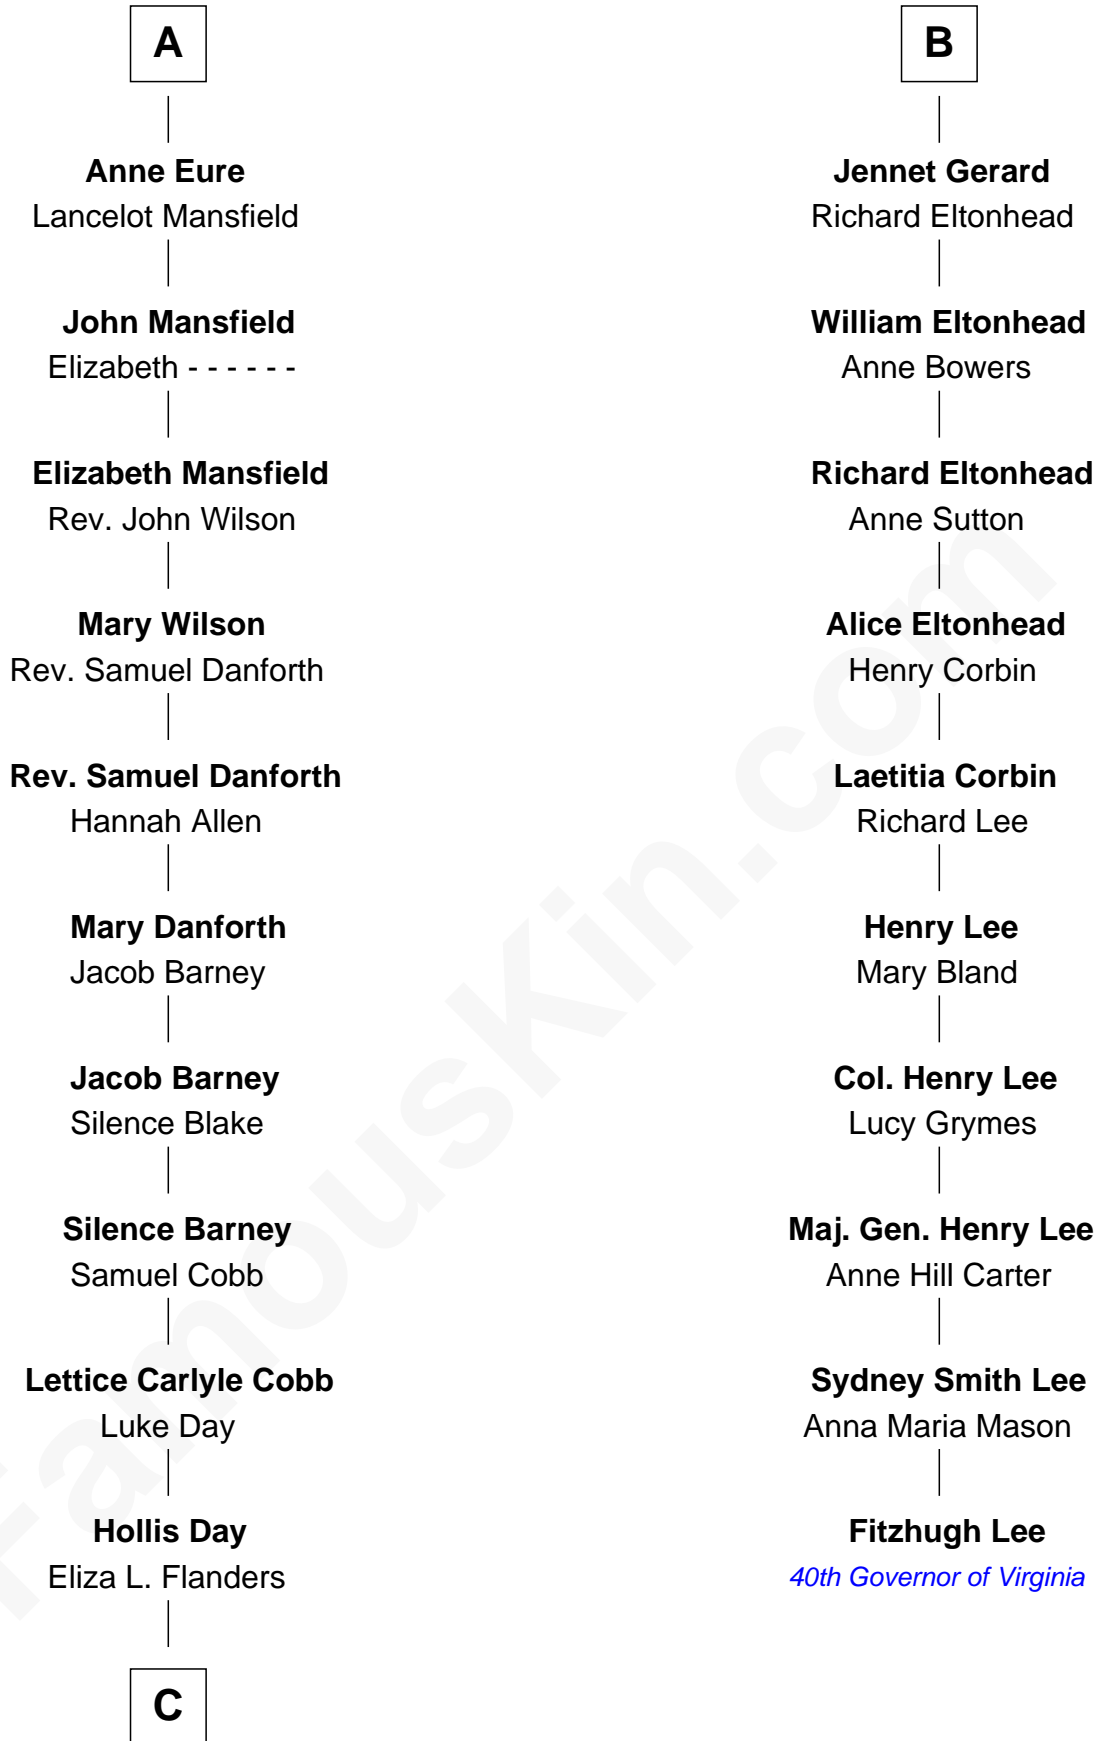 A
Anne Eure
Lancelot Mansfield
John Mansfield
Elizabeth - - - - - -
Elizabeth Mansfield
Rev. John Wilson
Mary Wilson
Rev. Samuel Danforth
Rev. Samuel Danforth
Hannah Allen
Mary Danforth
Jacob Barney
Jacob Barney
Silence Blake
Silence Barney
Samuel Cobb
Lettice Carlyle Cobb
Luke Day
Hollis Day
Eliza L. Flanders
C
B
Jennet Gerard
Richard Eltonhead
William Eltonhead
Anne Bowers
Richard Eltonhead
Anne Sutton
Alice Eltonhead
Henry Corbin
Laetitia Corbin
Richard Lee
Henry Lee
Mary Bland
Col. Henry Lee
Lucy Grymes
Maj. Gen. Henry Lee
Anne Hill Carter
Sydney Smith Lee
Anna Maria Mason
Fitzhugh Lee
40th Governor of Virginia
FamousKin.com